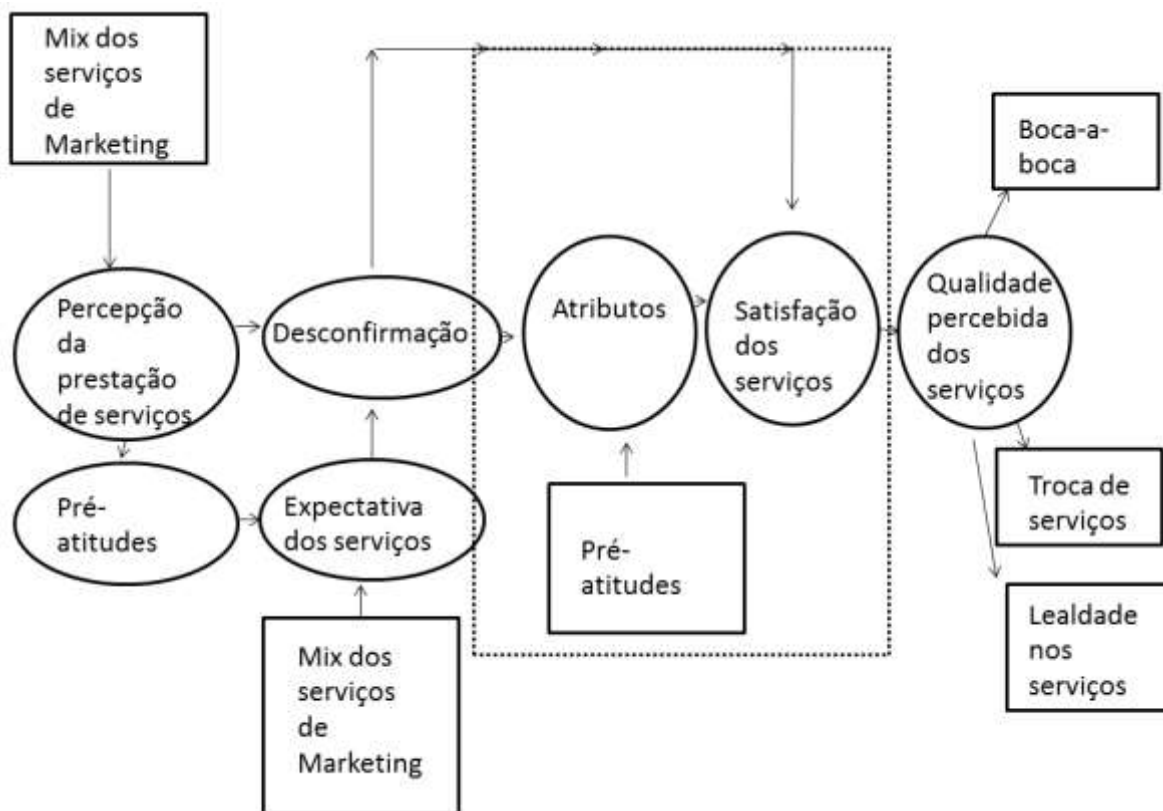 Mix dos
serviços
de
Marketing
Boca-a-
boca
Percepção
da
prestação
de serviços
Desconfirmação
Atributos
Satisfação
dos
serviços
Qualidade
percebida
dos
serviços
Pré-
atitudes
Expectativa
dos serviços
Pré-
atitudes
Troca de
serviços
Mix dos
serviços
de
Marketing
Lealdade
nos
serviços